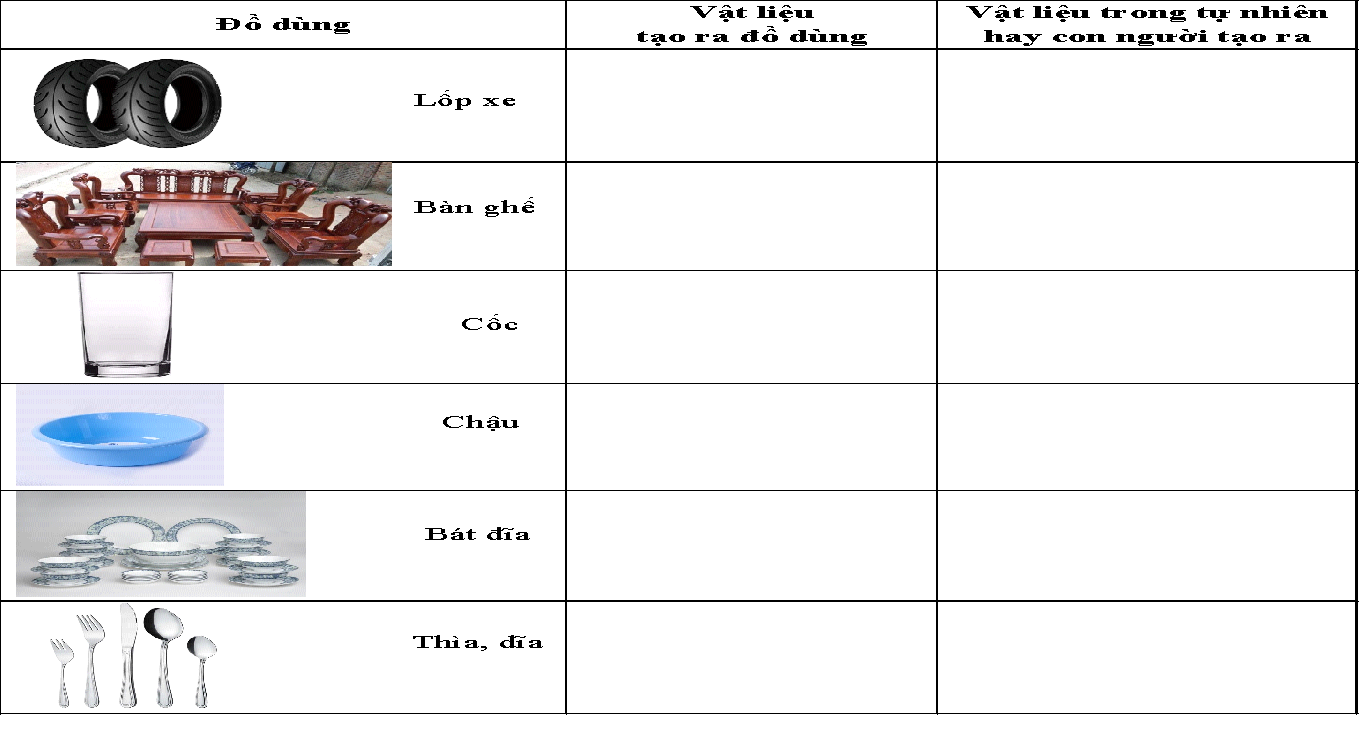 Đồ dùng
Vật liệu
tạo ra đồ dùng
Vật liệu trong tự nhiên
hay con người tạo ra
Lốp xe
Bàn ghế
Cốc
Chậu
Bát đĩa
Thìa, đĩa